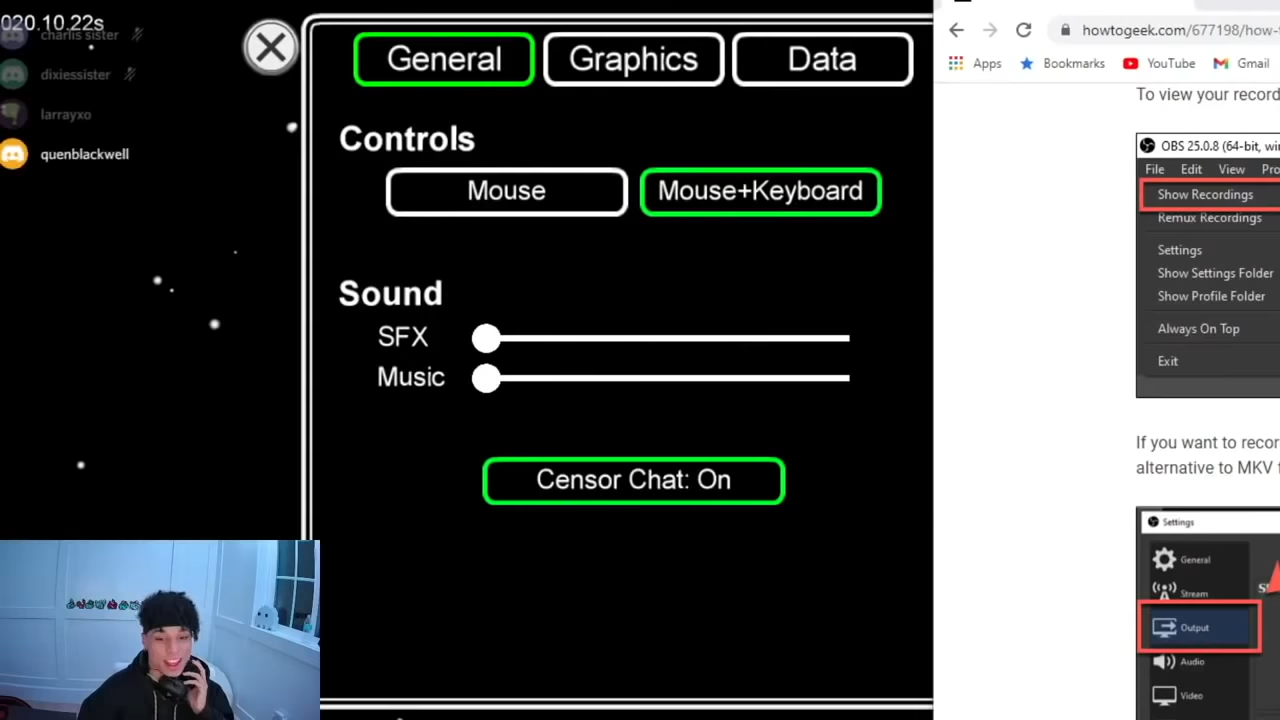 020.10.22s
charlis sister
dixiessister
larrayxo
quenblackwell
General
Graphics
Data
Controls
Mouse
Mouse+Keyboard
Sound
SFX
Music
Censor Chat: On
howtogeek.com/677198/how-
Apps
Bookmarks
YouTube
Gmail
To view your record
OBS 25.0.8 (64-bit, wi
File Edit View Pro
Show Recordings
Remux Recordings
Settings
Show Settings Folder
Show Profile Folder
Always On Top
Exit
If you want to recor
alternative to MKV f
Settings
General
Stream
Output
Audio
Video